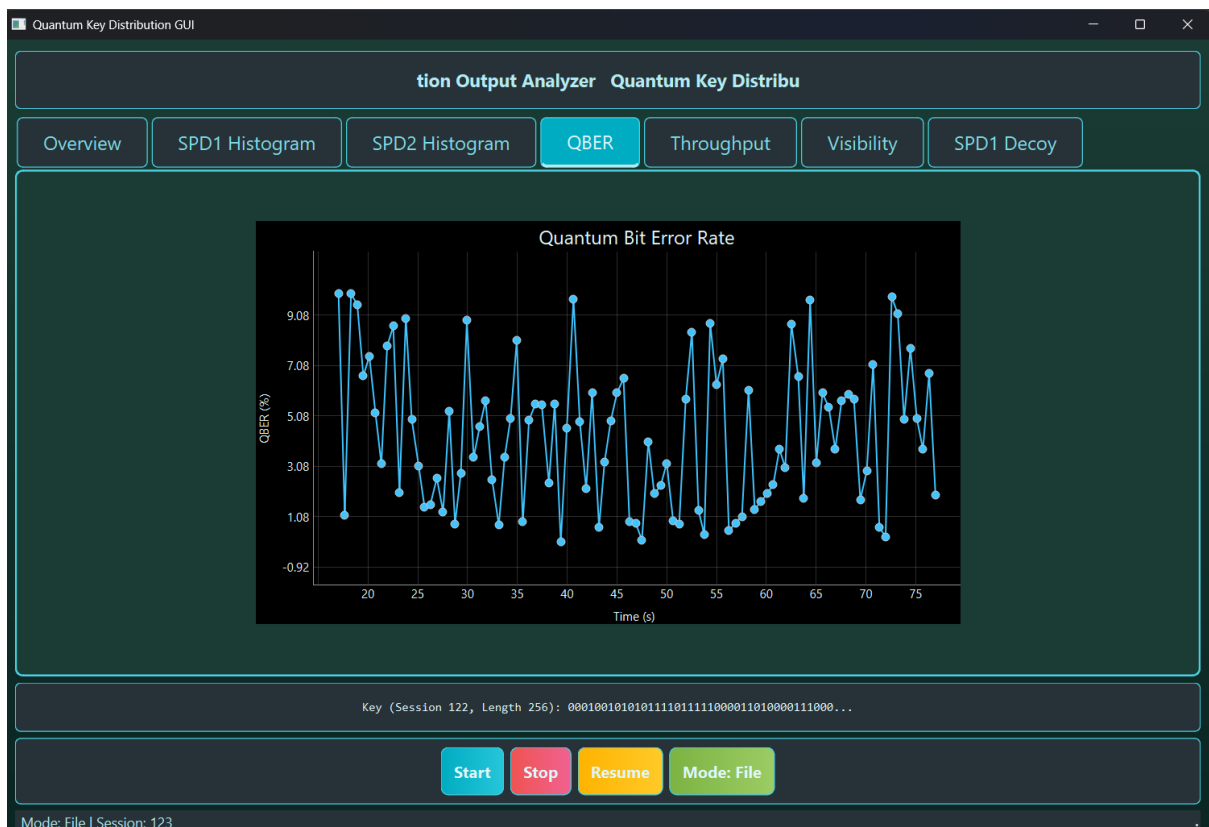 Quantum Key Distribution GUI
tion Output Analyzer   Quantum Key Distribu
Overview
SPD1 Histogram
SPD2 Histogram
QBER
Throughput
Visibility
SPD1 Decoy
Quantum Bit Error Rate
9.08
7.08
5.08
3.08
1.08
-0.92
QBER (%)
20 25 30 35 40 45 50 55 60 65 70 75
Time (s)
Key (Session 122, Length 256): 00010010101011110111110000110100001110000...
Start
Stop
Resume
Mode: File
Mode: File | Session: 123